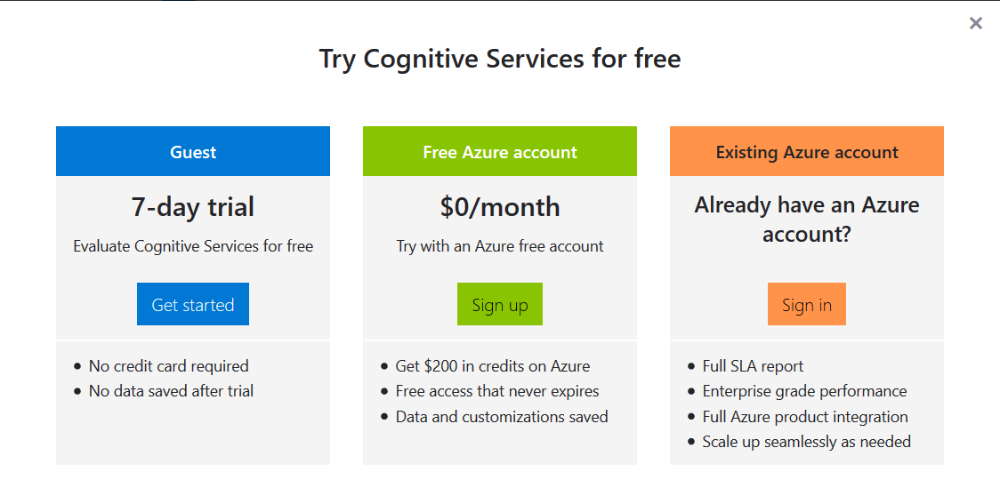 Try Cognitive Services for free
Guest
7-day trial
Evaluate Cognitive Services for free
Get started
No credit card required
No data saved after trial
Free Azure account
$0/month
Try with an Azure free account
Sign up
Get $200 in credits on Azure
Free access that never expires
Data and customizations saved
Existing Azure account
Already have an Azure
account?
Sign in
Full SLA report
Enterprise grade performance
Full Azure product integration
Scale up seamlessly as needed